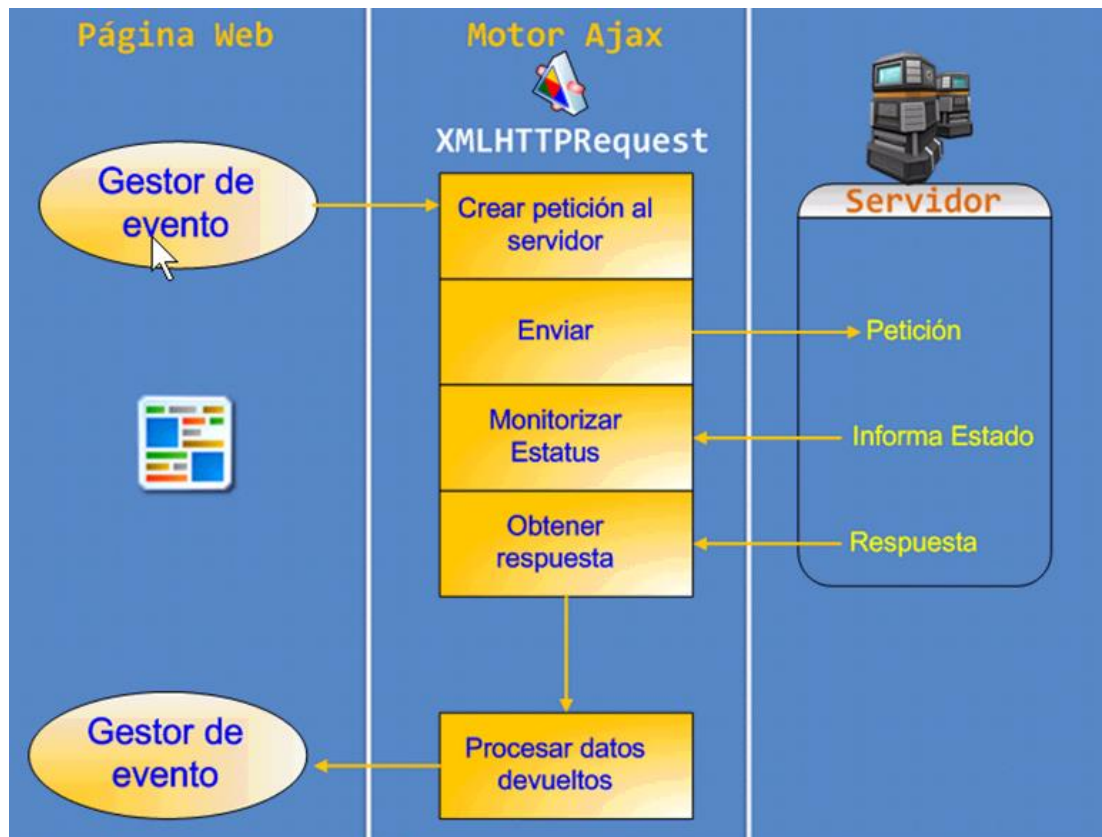 Página Web
Motor Ajax
XMLHTTPRequest
Gestor de
evento
Crear petición al
servidor
Servidor
Enviar
Petición
Monitorizar
Estatus
Informa Estado
Obtener
respuesta
Respuesta
Gestor de
evento
Procesar datos
devueltos